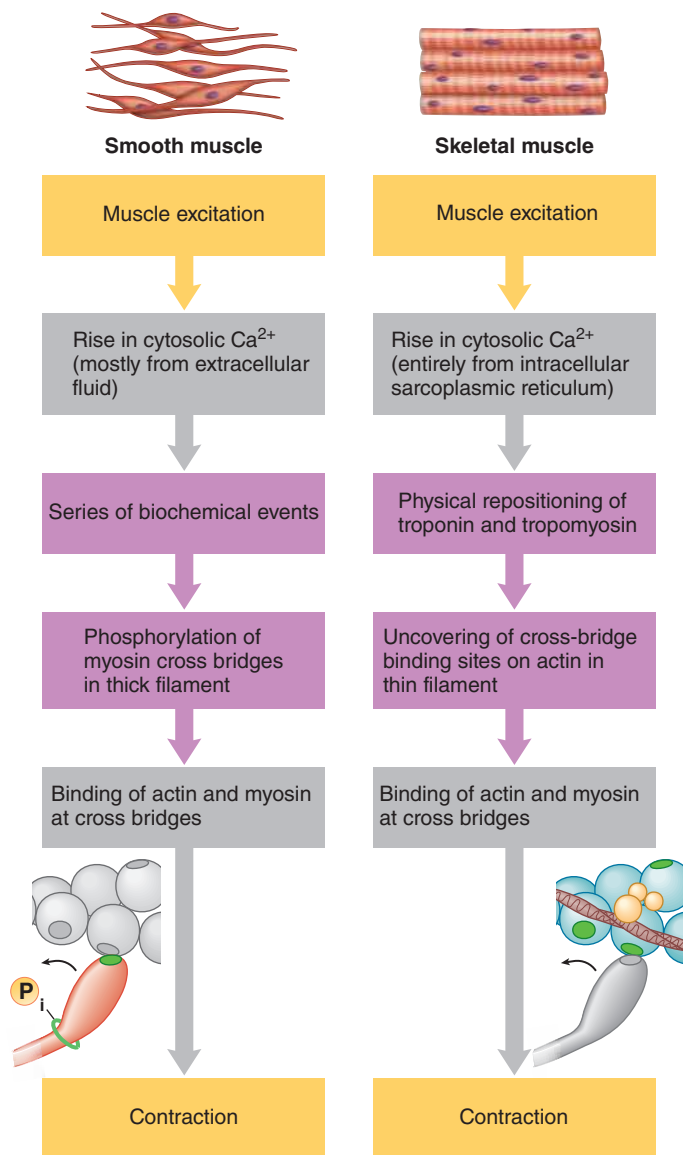 Smooth muscle
Muscle excitation
Rise in cytosolic Ca²⁺
(mostly from extracellular
fluid)
Series of biochemical events
Phosphorylation of
myosin cross bridges
in thick filament
Binding of actin and myosin
at cross bridges
P
i
Contraction
Skeletal muscle
Muscle excitation
Rise in cytosolic Ca²⁺
(entirely from intracellular
sarcoplasmic reticulum)
Physical repositioning of
troponin and tropomyosin
Uncovering of cross-bridge
binding sites on actin in
thin filament
Binding of actin and myosin
at cross bridges
Contraction